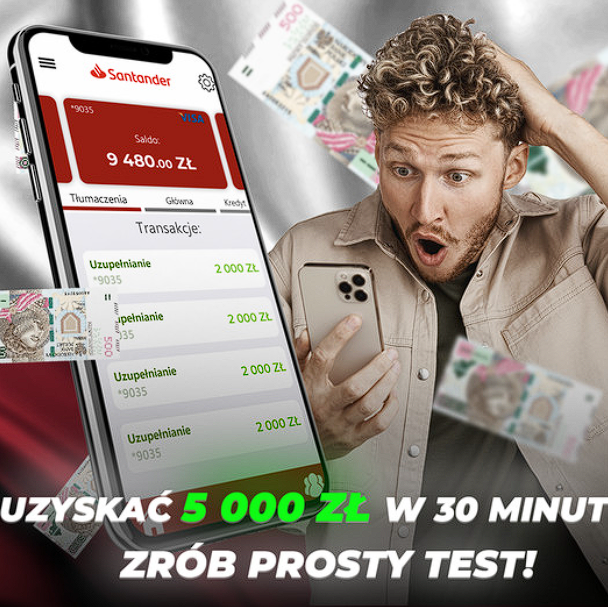 Santander
*9035
VISA
Saldo:
9 480.00 ZŁ
Tłumaczenia
Główna
Kredyt
Transakcje:
Uzupełnianie
2 000 ZŁ
*9035
2 000 ZŁ
Uzupełnianie
2 000 ZŁ
*9035
Uzupełnianie
2 000 ZŁ
*9035
500
500
UZYSKAĆ 5 000 ZŁ W 30 MINUT
ZRÓB PROSTY TEST!